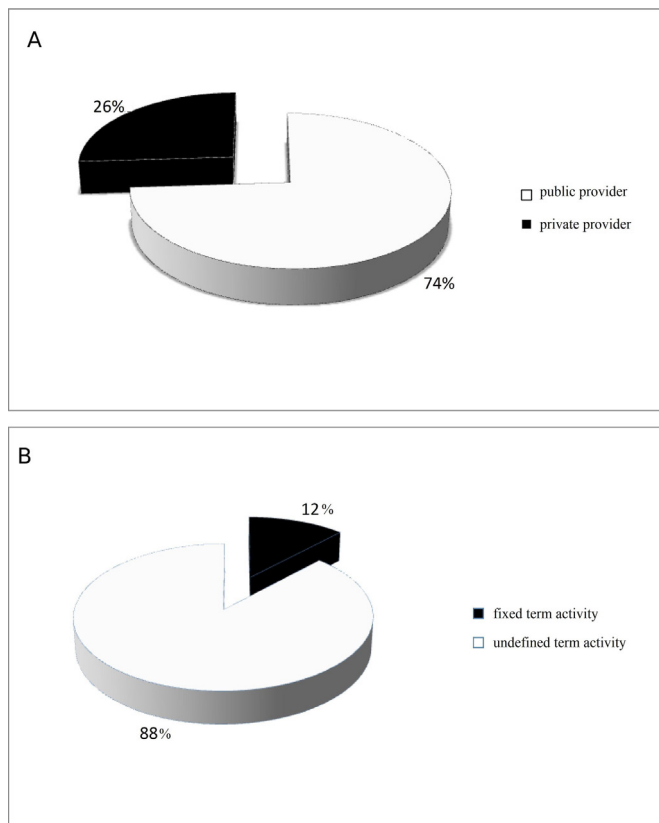 A
26%
public provider
private provider
74%
B
12 %
fixed term activity
undefined term activity
88%